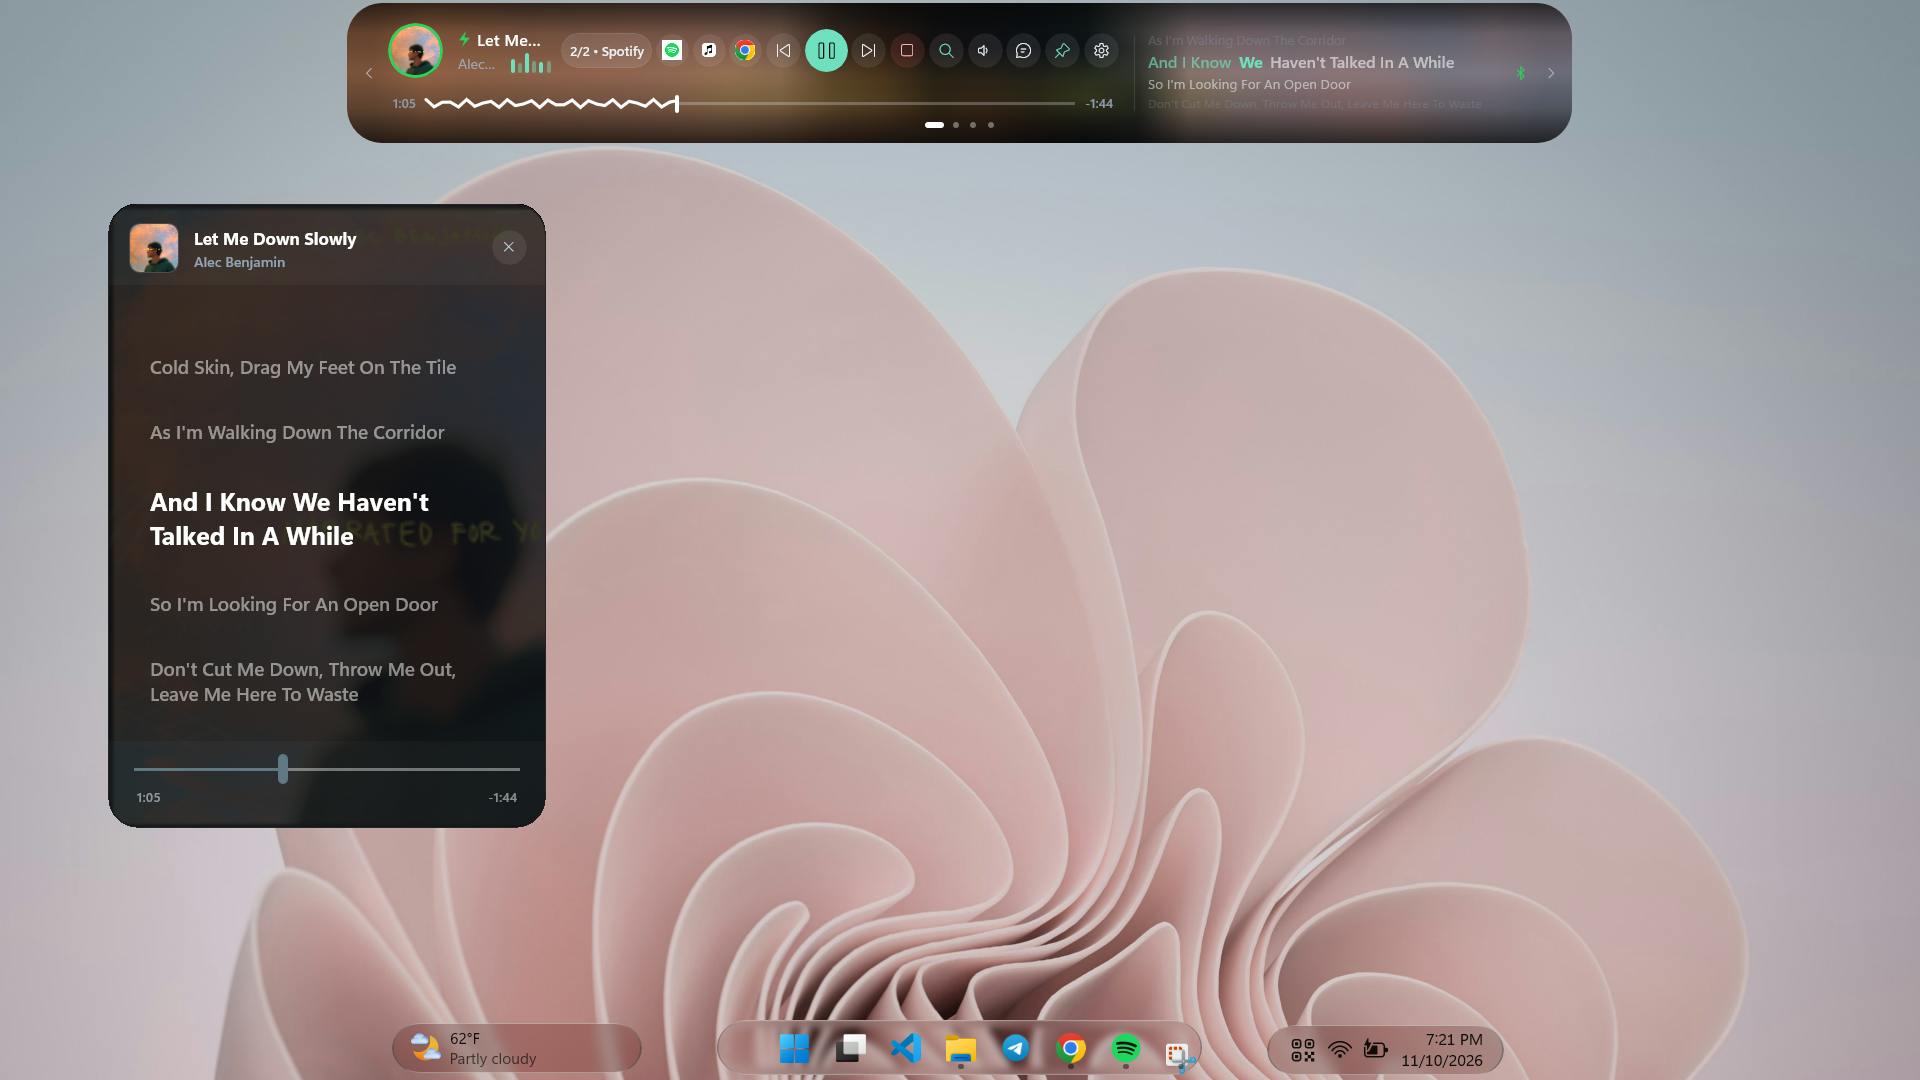 Let Me...
Alec...
2/2 • Spotify
1:05
-1:44
As I'm Walking Down The Corridor
And I Know We Haven't Talked In A While
So I'm Looking For An Open Door
Don't Cut Me Down, Throw Me Out, Leave Me Here To Waste
Let Me Down Slowly
Alec Benjamin
Cold Skin, Drag My Feet On The Tile
As I'm Walking Down The Corridor
And I Know We Haven't
Talked In A While
RATED FOR YO
So I'm Looking For An Open Door
Don't Cut Me Down, Throw Me Out,
Leave Me Here To Waste
1:05
-1:44
62°F
Partly cloudy
7:21 PM
11/10/2026